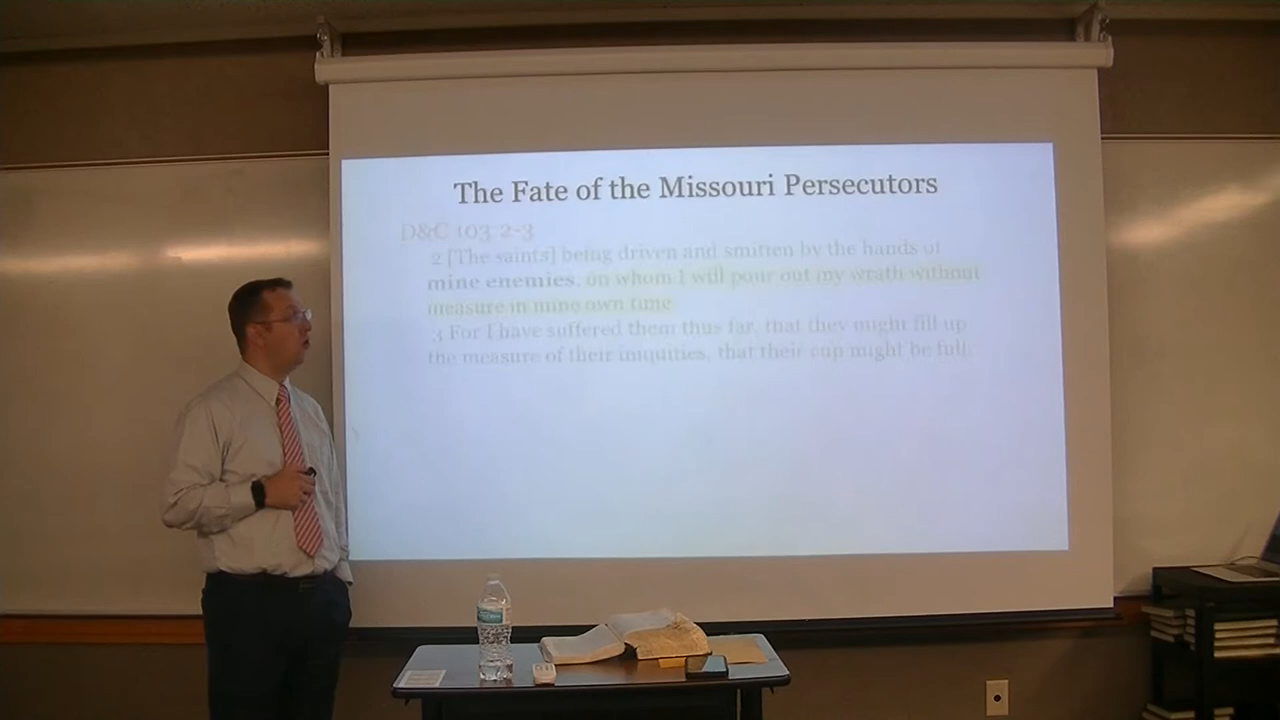 The Fate of the Missouri Persecutors
D&C 103:2-3
2 [The saints] being driven and smitten by the hands of
mine enemies, on whom I will pour out my wrath without
measure in mine own time
3 For I have suffered them thus far, that they might fill up
the measure of their iniquities, that their cup might be full;